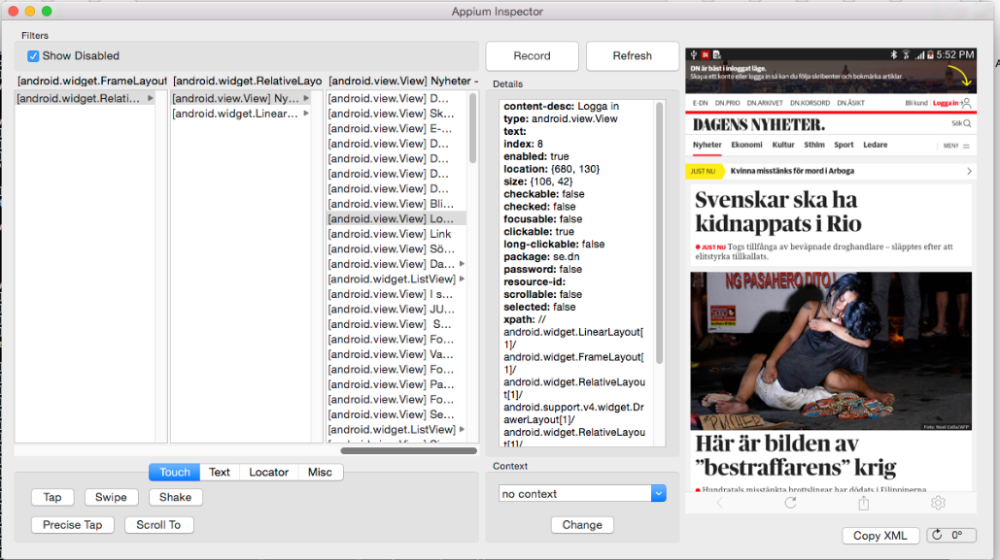 Appium Inspector
Filters
Show Disabled
[android.widget.FrameLayout
[android.widget.RelativeLayo
[android.view.View] Nyheter -
[android.widget.Relati...
[android.view.View] Ny...
[android.widget.Linear...
[android.view.View] D...
[android.view.View] Sk...
[android.view.View] E-...
[android.view.View] D...
[android.view.View] D...
[android.view.View] D...
[android.view.View] D...
[android.view.View] Bli...
[android.view.View] Lo...
[android.view.View] Link
[android.view.View] Sö...
[android.view.View] Da...
[android.widget.ListView]
[android.view.View] I s...
[android.view.View] JU...
[android.view.View] S...
[android.view.View] Fo...
[android.view.View] Va...
[android.view.View] Fo...
[android.view.View] Pa...
[android.view.View] Fo...
[android.view.View] Se...
[android.widget.ListView]
Touch Text Locator Misc
Tap Swipe Shake
Precise Tap Scroll To
Record Refresh
Details
content-desc: Logga in
type: android.view.View
text:
index: 8
enabled: true
location: {680, 130}
size: {106, 42}
checkable: false
checked: false
focusable: false
clickable: true
long-clickable: false
package: se.dn
password: false
resource-id:
scrollable: false
selected: false
xpath: //
android.widget.LinearLayout[
1]/
android.widget.FrameLayout[
1]/
android.widget.RelativeLayou
t[1]/
android.support.v4.widget.Dr
awerLayout[1]/
android.widget.RelativeLayou
t[1]/
Context
no context
Change
5:52 PM
DN är bäst i inloggat läge.
Skapa ett konto eller logga in så kan du följa skribenter och bokmärka artiklar.
E-DN DN.PRIO DN.ARKIVET DN.KORSORD DN.ÅSIKT Bli kund Logga in
DAGENS NYHETER.
Sök
Nyheter Ekonomi Kultur Sthlm Sport Ledare MENY
JUST NU Kvinna misstänks för mord i Arboga
Svenskar ska ha
kidnappats i Rio
JUST NU Togs tillfånga av beväpnade droghandlare – släpptes efter att
elitstyrka tillkallats.
NG PASAHERO DITO
Foto: Noel Celis/AFP
Här är bilden av
”bestraffarens” krig
Hundratals misstänkta brottslingar har dödats i Filippinerna
Copy XML 0°